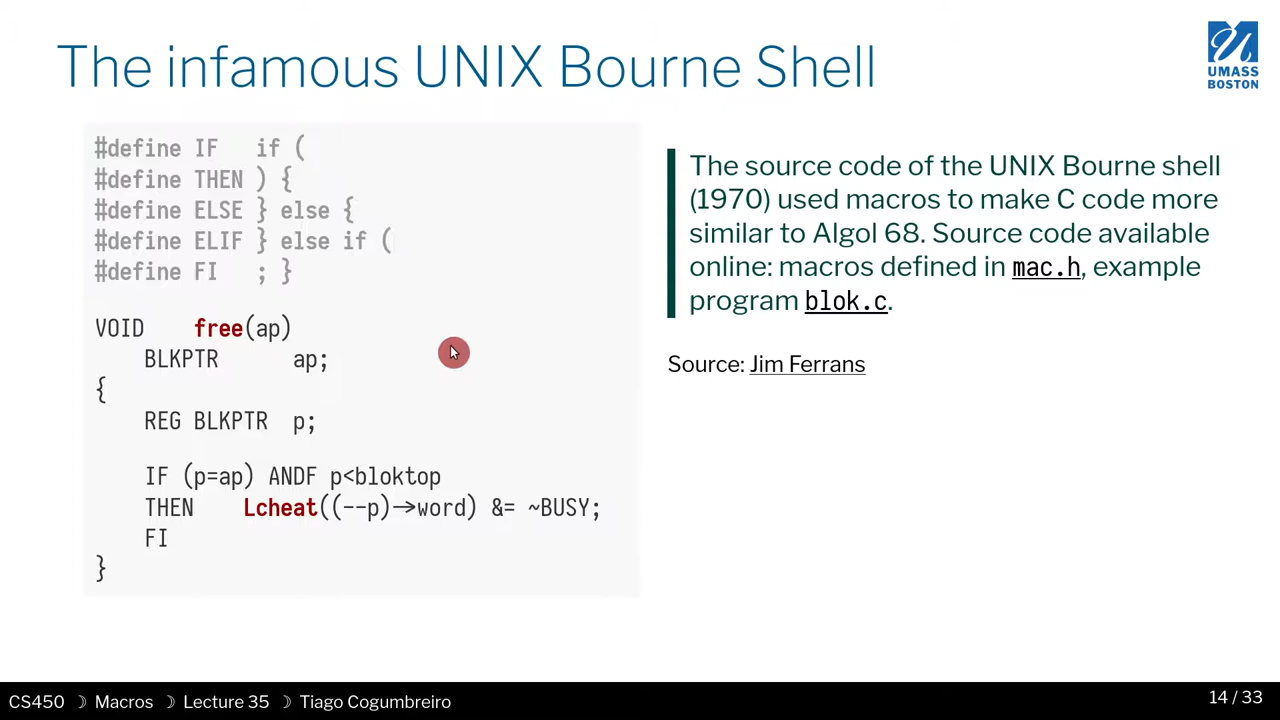 The infamous UNIX Bourne Shell
UMASS
BOSTON
#define IF   if (
#define THEN ) {
#define ELSE } else {
#define ELIF } else if (
#define FI   ; }
VOID    free(ap)
    BLKPTR      ap;
{
    REG BLKPTR  p;
    IF (p=ap) ANDF p<bloktop
    THEN    Lcheat((--p)->word) &= ~BUSY;
    FI
}
The source code of the UNIX Bourne shell
(1970) used macros to make C code more
similar to Algol 68. Source code available
online: macros defined in mac.h, example
program blok.c.
Source: Jim Ferrans
CS450 ☽ Macros ☽ Lecture 35 ☽ Tiago Cogumbreiro
14 / 33